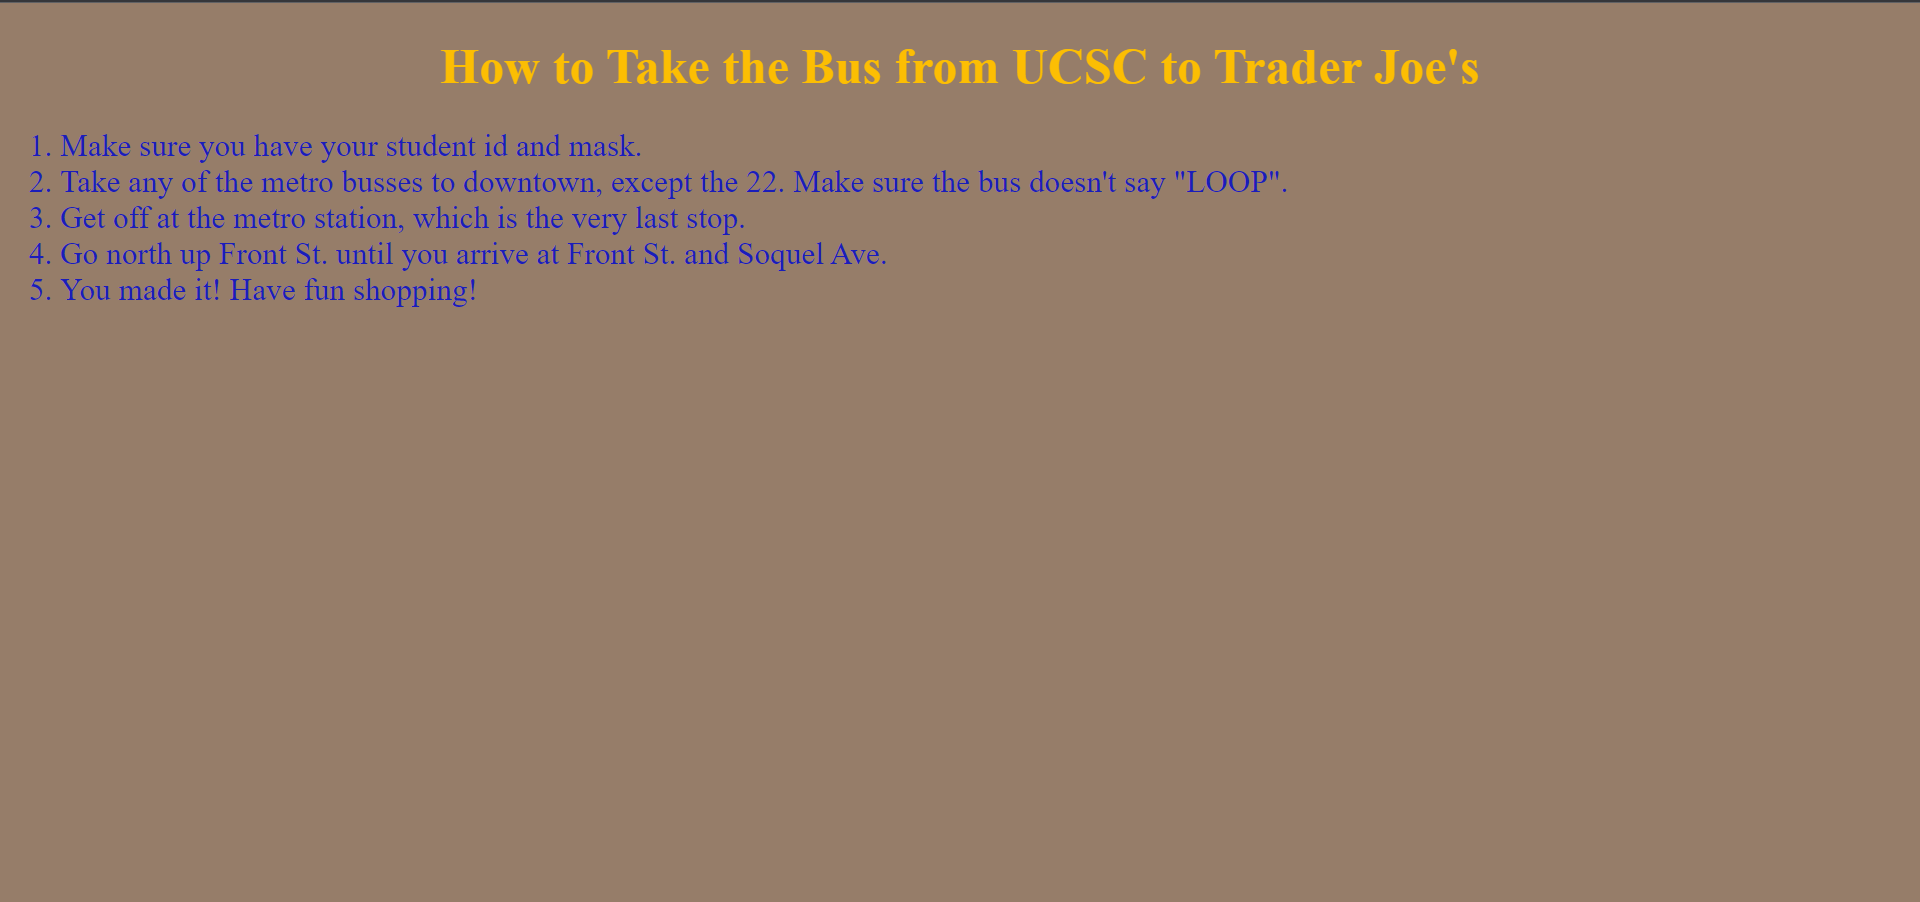 How to Take the Bus from UCSC to Trader Joe's
1. Make sure you have your student id and mask.
2. Take any of the metro busses to downtown, except the 22. Make sure the bus doesn't say "LOOP".
3. Get off at the metro station, which is the very last stop.
4. Go north up Front St. until you arrive at Front St. and Soquel Ave.
5. You made it! Have fun shopping!